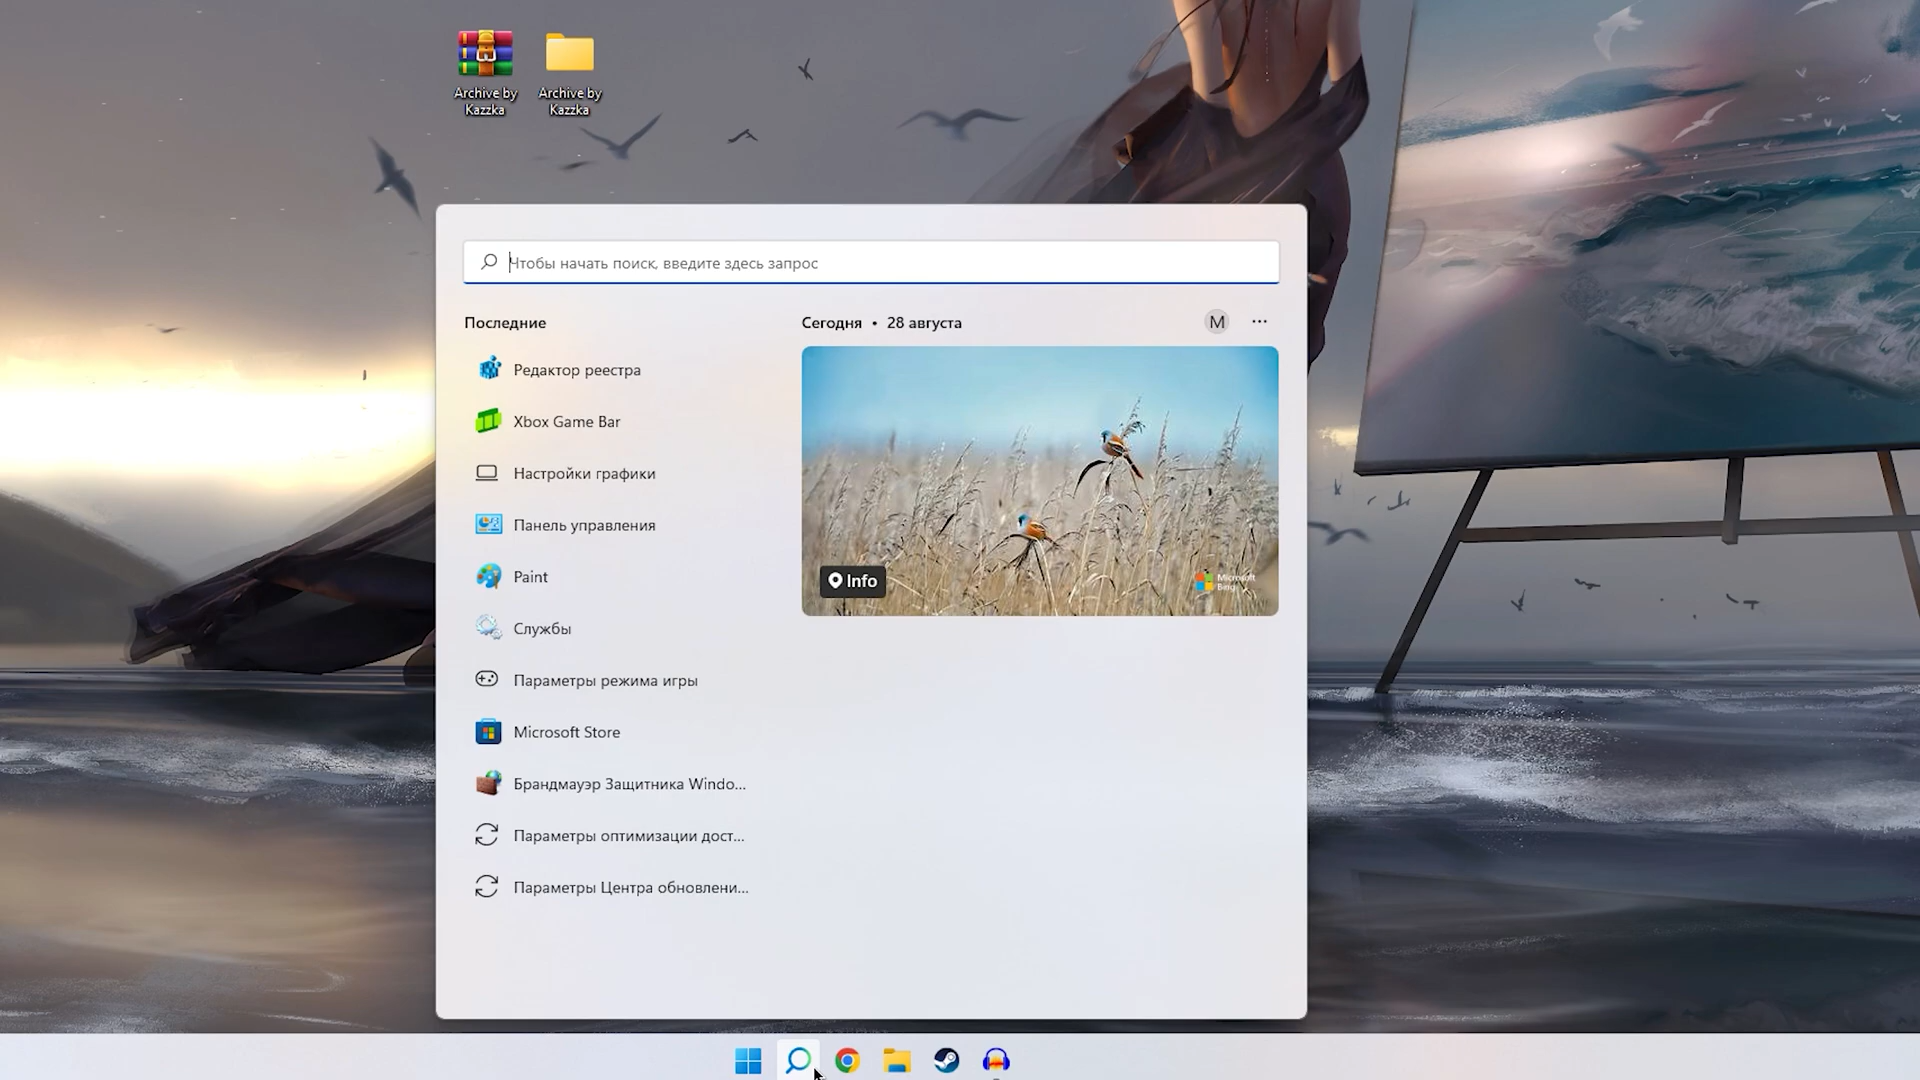 Archive by
Kazzka
Archive by
Kazzka
Чтобы начать поиск, введите здесь запрос
Последние
Сегодня • 28 августа
M
Редактор реестра
Xbox Game Bar
Настройки графики
Панель управления
Paint
Службы
Параметры режима игры
Microsoft Store
Брандмауэр Защитника Windo...
Параметры оптимизации дост...
Параметры Центра обновлени...
Info
Microsoft
Bing